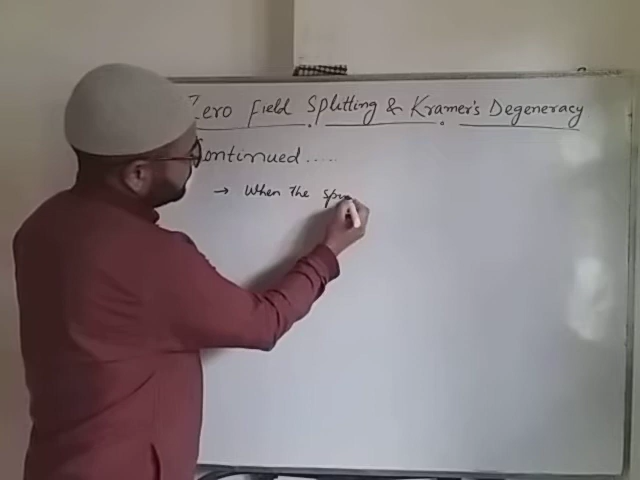 Zero Field Splitting & Kramer's Degeneracy
Continued.....
→ When the